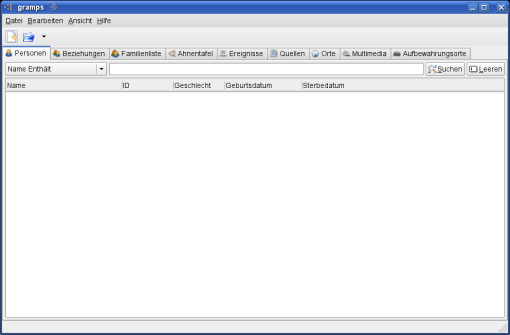 gramps
Datei Bearbeiten Ansicht Hilfe
Personen Beziehungen Familienliste Ahnentafel Ereignisse Quellen Orte Multimedia Aufbewahrungsorte
Name Enthält Suchen Leeren
Name ID Geschlecht Geburtsdatum Sterbedatum